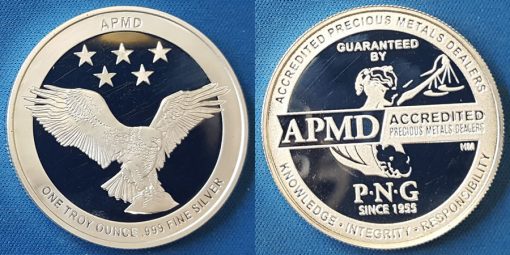 APMD
ONE TROY OUNCE .999 FINE SILVER
ACCREDITED PRECIOUS METALS DEALERS
GUARANTEED
BY
APMD ACCREDITED
PRECIOUS METALS DEALERS
HM
P·N·G
SINCE 1955
KNOWLEDGE · INTEGRITY · RESPONSIBILITY